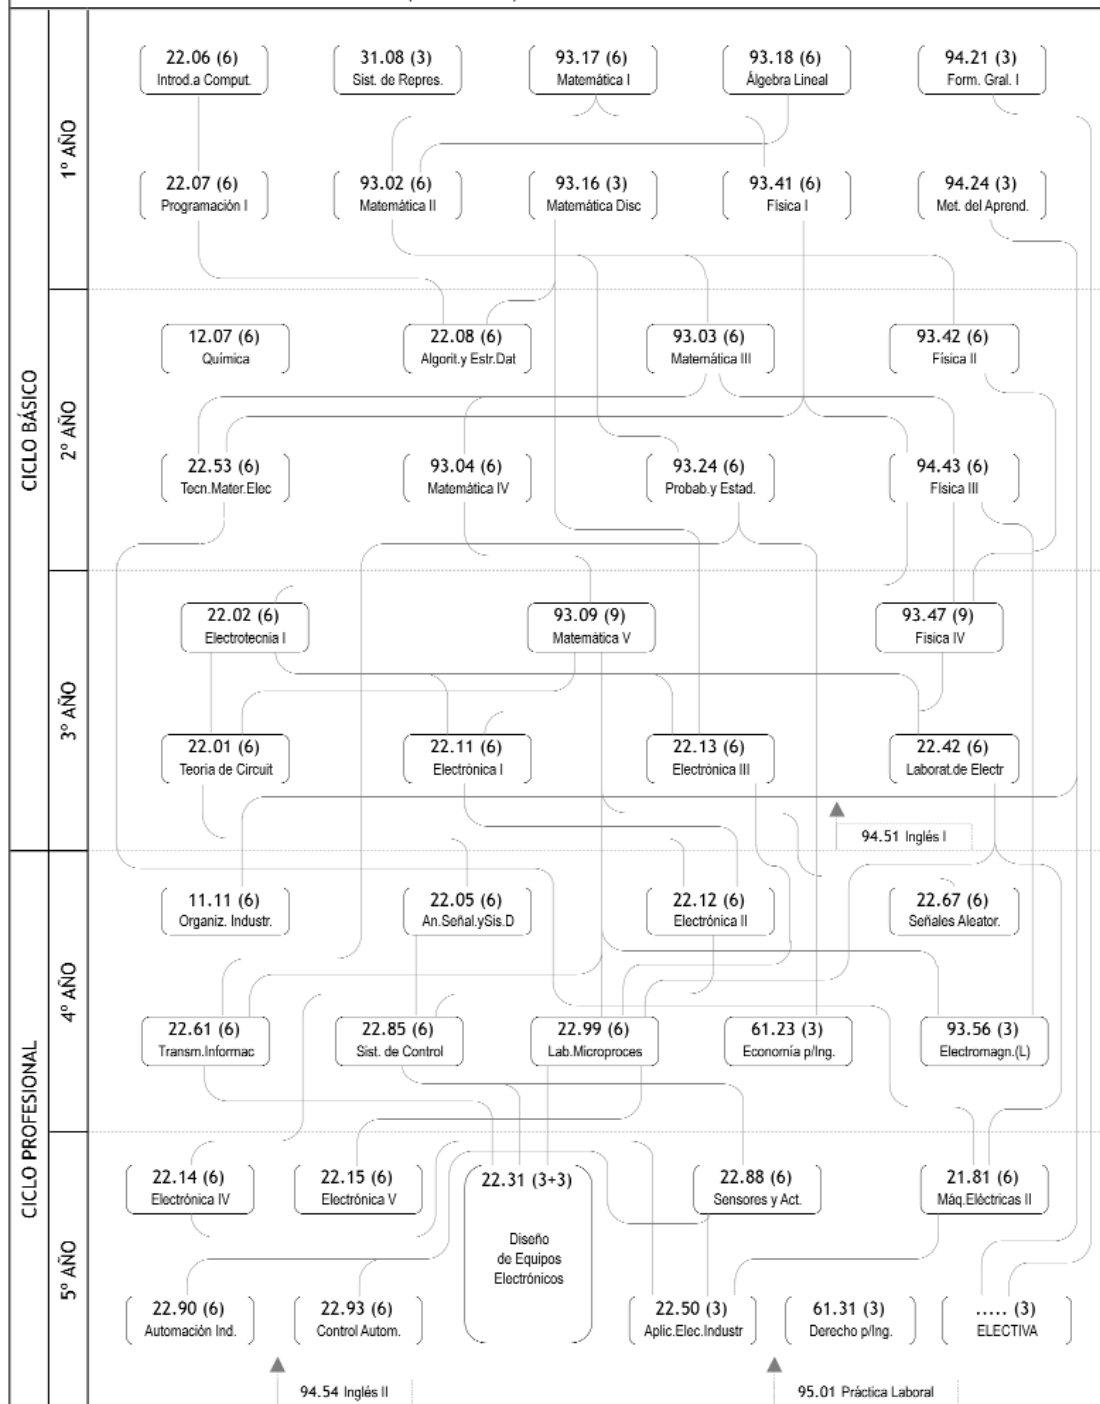 CICLO BÁSICO
1º AÑO
22.06 (6)
Introd.a Comput.
31.08 (3)
Sist. de Repres.
93.17 (6)
Matemática I
93.18 (6)
Álgebra Lineal
94.21 (3)
Form. Gral. I
22.07 (6)
Programación I
93.02 (6)
Matemática II
93.16 (3)
Matemática Disc
93.41 (6)
Física I
94.24 (3)
Met. del Aprend.
2º AÑO
12.07 (6)
Química
22.08 (6)
Algorit.y Estr.Dat
93.03 (6)
Matemática III
93.42 (6)
Física II
22.53 (6)
Tecn.Mater.Elec
93.04 (6)
Matemática IV
93.24 (6)
Probab.y Estad.
94.43 (6)
Física III
3º AÑO
22.02 (6)
Electrotecnia I
93.09 (9)
Matemática V
93.47 (9)
Física IV
22.01 (6)
Teoria de Circuit
22.11 (6)
Electrónica I
22.13 (6)
Electrónica III
22.42 (6)
Laborat.de Electr
94.51 Inglés I
CICLO PROFESIONAL
4º AÑO
11.11 (6)
Organiz. Industr.
22.05 (6)
An.Señal.ySis.D
22.12 (6)
Electrónica II
22.67 (6)
Señales Aleator.
22.61 (6)
Transm.Informac
22.85 (6)
Sist. de Control
22.99 (6)
Lab.Microproces
61.23 (3)
Economía p/Ing.
93.56 (3)
Electromagn.(L)
5º AÑO
22.14 (6)
Electrónica IV
22.15 (6)
Electrónica V
22.31 (3+3)
Diseño
de Equipos
Electrónicos
22.88 (6)
Sensores y Act.
21.81 (6)
Máq.Eléctricas II
22.90 (6)
Automación Ind.
22.93 (6)
Control Autom.
22.50 (3)
Aplic.Elec.Industr
61.31 (3)
Derecho p/Ing.
..... (3)
ELECTIVA
94.54 Inglés II
95.01 Práctica Laboral